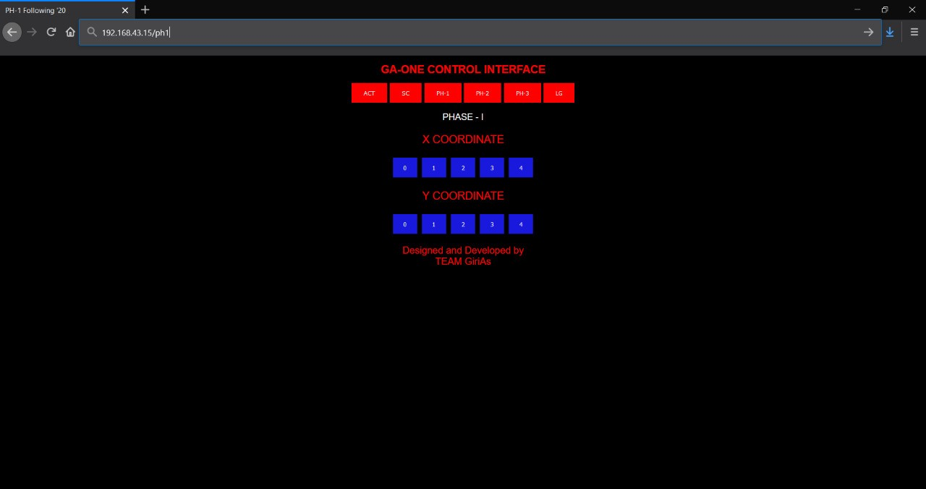 PH-1 Following '20
192.168.43.15/ph1
GA-ONE CONTROL INTERFACE
ACT SC PH-1 PH-2 PH-3 LG
PHASE - I
X COORDINATE
0 1 2 3 4
Y COORDINATE
0 1 2 3 4
Designed and Developed by
TEAM GiriAs